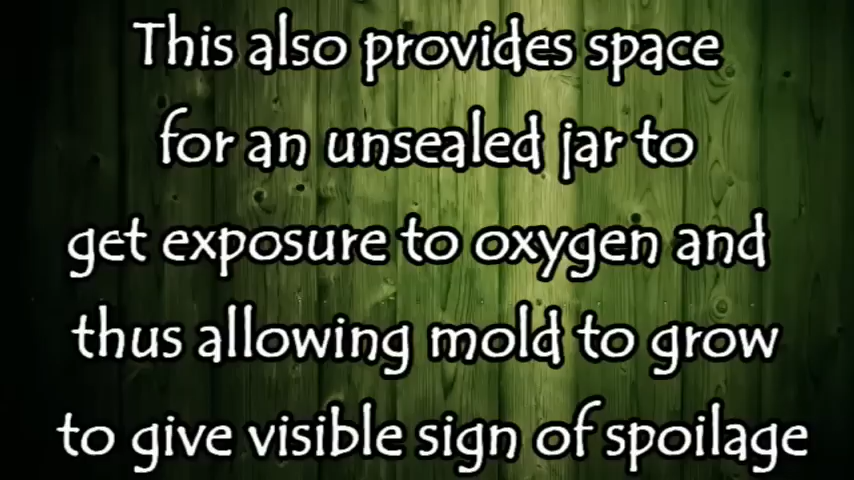 This also provides space
for an unsealed jar to
get exposure to oxygen and
thus allowing mold to grow
to give visible sign of spoilage